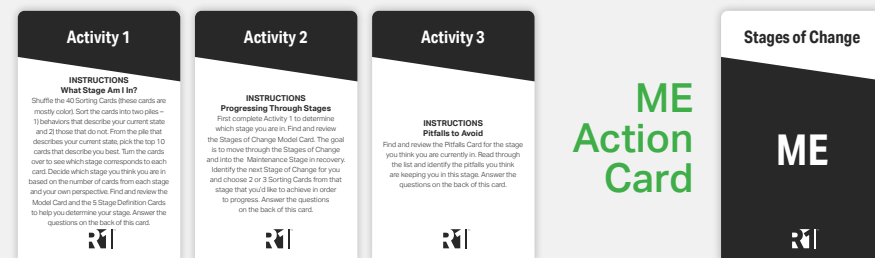 Activity 1
INSTRUCTIONS
What Stage Am I In?
Shuffle the 40 Sorting Cards (these cards are
mostly color). Sort the cards into two piles –
1) behaviors that describe your current state
and 2) those that do not. From the pile that
describes your current state, pick the top 10
cards that describe you best. Turn the cards
over to see which stage corresponds to each
card. Decide which stage you think you are in
based on the number of cards from each stage
and your own perspective. Find and review the
Model Card and the 5 Stage Definition Cards
to help you determine your stage. Answer the
questions on the back of this card.
R1
Activity 2
INSTRUCTIONS
Progressing Through Stages
First complete Activity 1 to determine
which stage you are in. Find and review
the Stages of Change Model Card. The goal
is to move through the Stages of Change
and into the Maintenance Stage in recovery.
Identify the next Stage of Change for you
and choose 2 or 3 Sorting Cards from that
stage that you'd like to achieve in order
to progress. Answer the questions
on the back of this card.
R1
Activity 3
INSTRUCTIONS
Pitfalls to Avoid
Find and review the Pitfalls Card for the stage
you think you are currently in. Read through
the list and identify the pitfalls you think
are keeping you in this stage. Answer the
questions on the back of this card.
R1
ME
Action
Card
Stages of Change
ME
R1